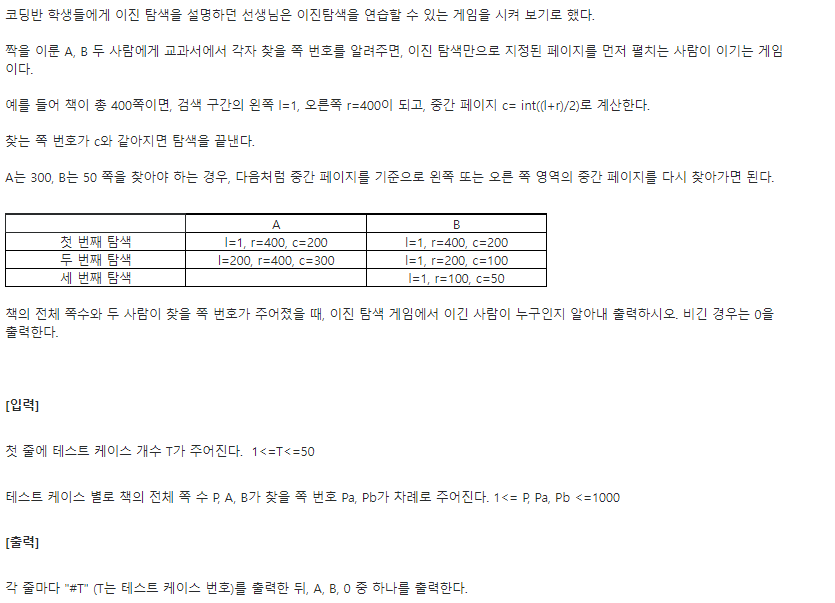 코딩반 학생들에게 이진 탐색을 설명하던 선생님은 이진탐색을 연습할 수 있는 게임을 시켜 보기로 했다.
짝을 이룬 A, B 두 사람에게 교과서에서 각자 찾을 쪽 번호를 알려주면, 이진 탐색만으로 지정된 페이지를 먼저 펼치는 사람이 이기는 게임
이다.
예를 들어 책이 총 400쪽이면, 검색 구간의 왼쪽 l=1, 오른쪽 r=400이 되고, 중간 페이지 c= int((l+r)/2)로 계산한다.
찾는 쪽 번호가 c와 같아지면 탐색을 끝낸다.
A는 300, B는 50 쪽을 찾아야 하는 경우, 다음처럼 중간 페이지를 기준으로 왼쪽 또는 오른 쪽 영역의 중간 페이지를 다시 찾아가면 된다.
A B
첫 번째 탐색 l=1, r=400, c=200 l=1, r=400, c=200
두 번째 탐색 l=200, r=400, c=300 l=1, r=200, c=100
세 번째 탐색 l=1, r=100, c=50
책의 전체 쪽수와 두 사람이 찾을 쪽 번호가 주어졌을 때, 이진 탐색 게임에서 이긴 사람이 누구인지 알아내 출력하시오. 비긴 경우는 0을
출력한다.
[입력]
첫 줄에 테스트 케이스 개수 T가 주어진다. 1<=T<=50
테스트 케이스 별로 책의 전체 쪽 수 P, A, B가 찾을 쪽 번호 Pa, Pb가 차례로 주어진다. 1<= P, Pa, Pb <=1000
[출력]
각 줄마다 "#T" (T는 테스트 케이스 번호)를 출력한 뒤, A, B, 0 중 하나를 출력한다.